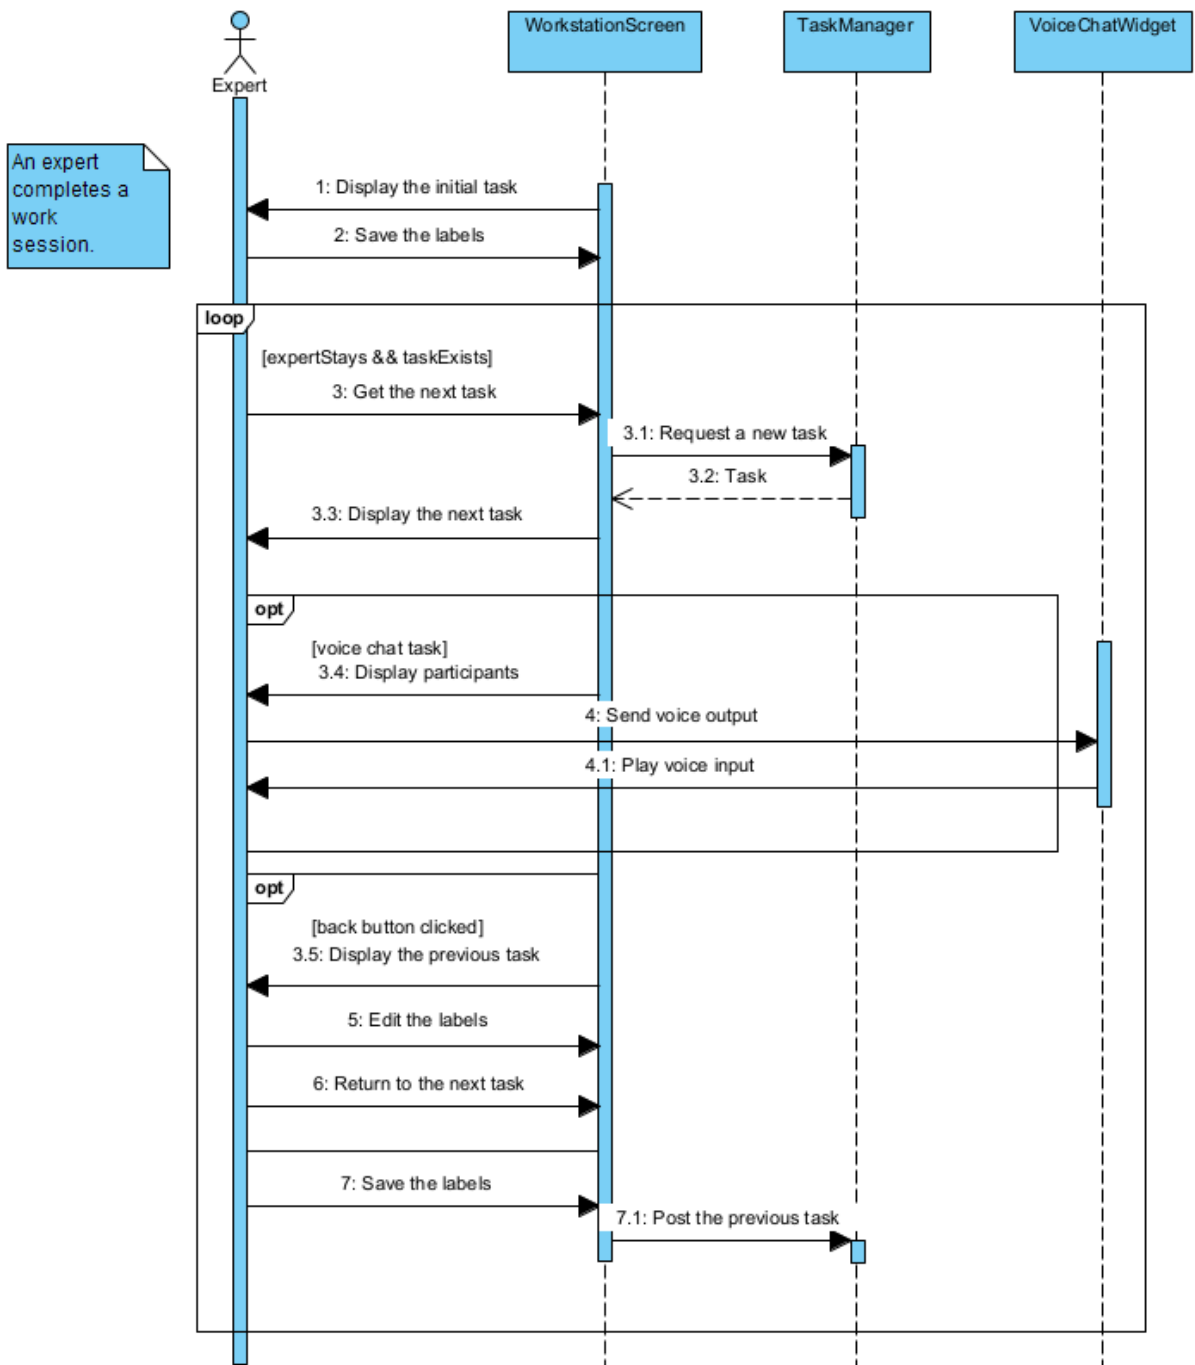 WorkstationScreen
TaskManager
VoiceChatWidget
Expert
An expert
completes a
work
session.
1: Display the initial task
2: Save the labels
loop
[expertStays && taskExists]
3: Get the next task
3.1: Request a new task
3.2: Task
3.3: Display the next task
opt
[voice chat task]
3.4: Display participants
4: Send voice output
4.1: Play voice input
opt
[back button clicked]
3.5: Display the previous task
5: Edit the labels
6: Return to the next task
7: Save the labels
7.1: Post the previous task